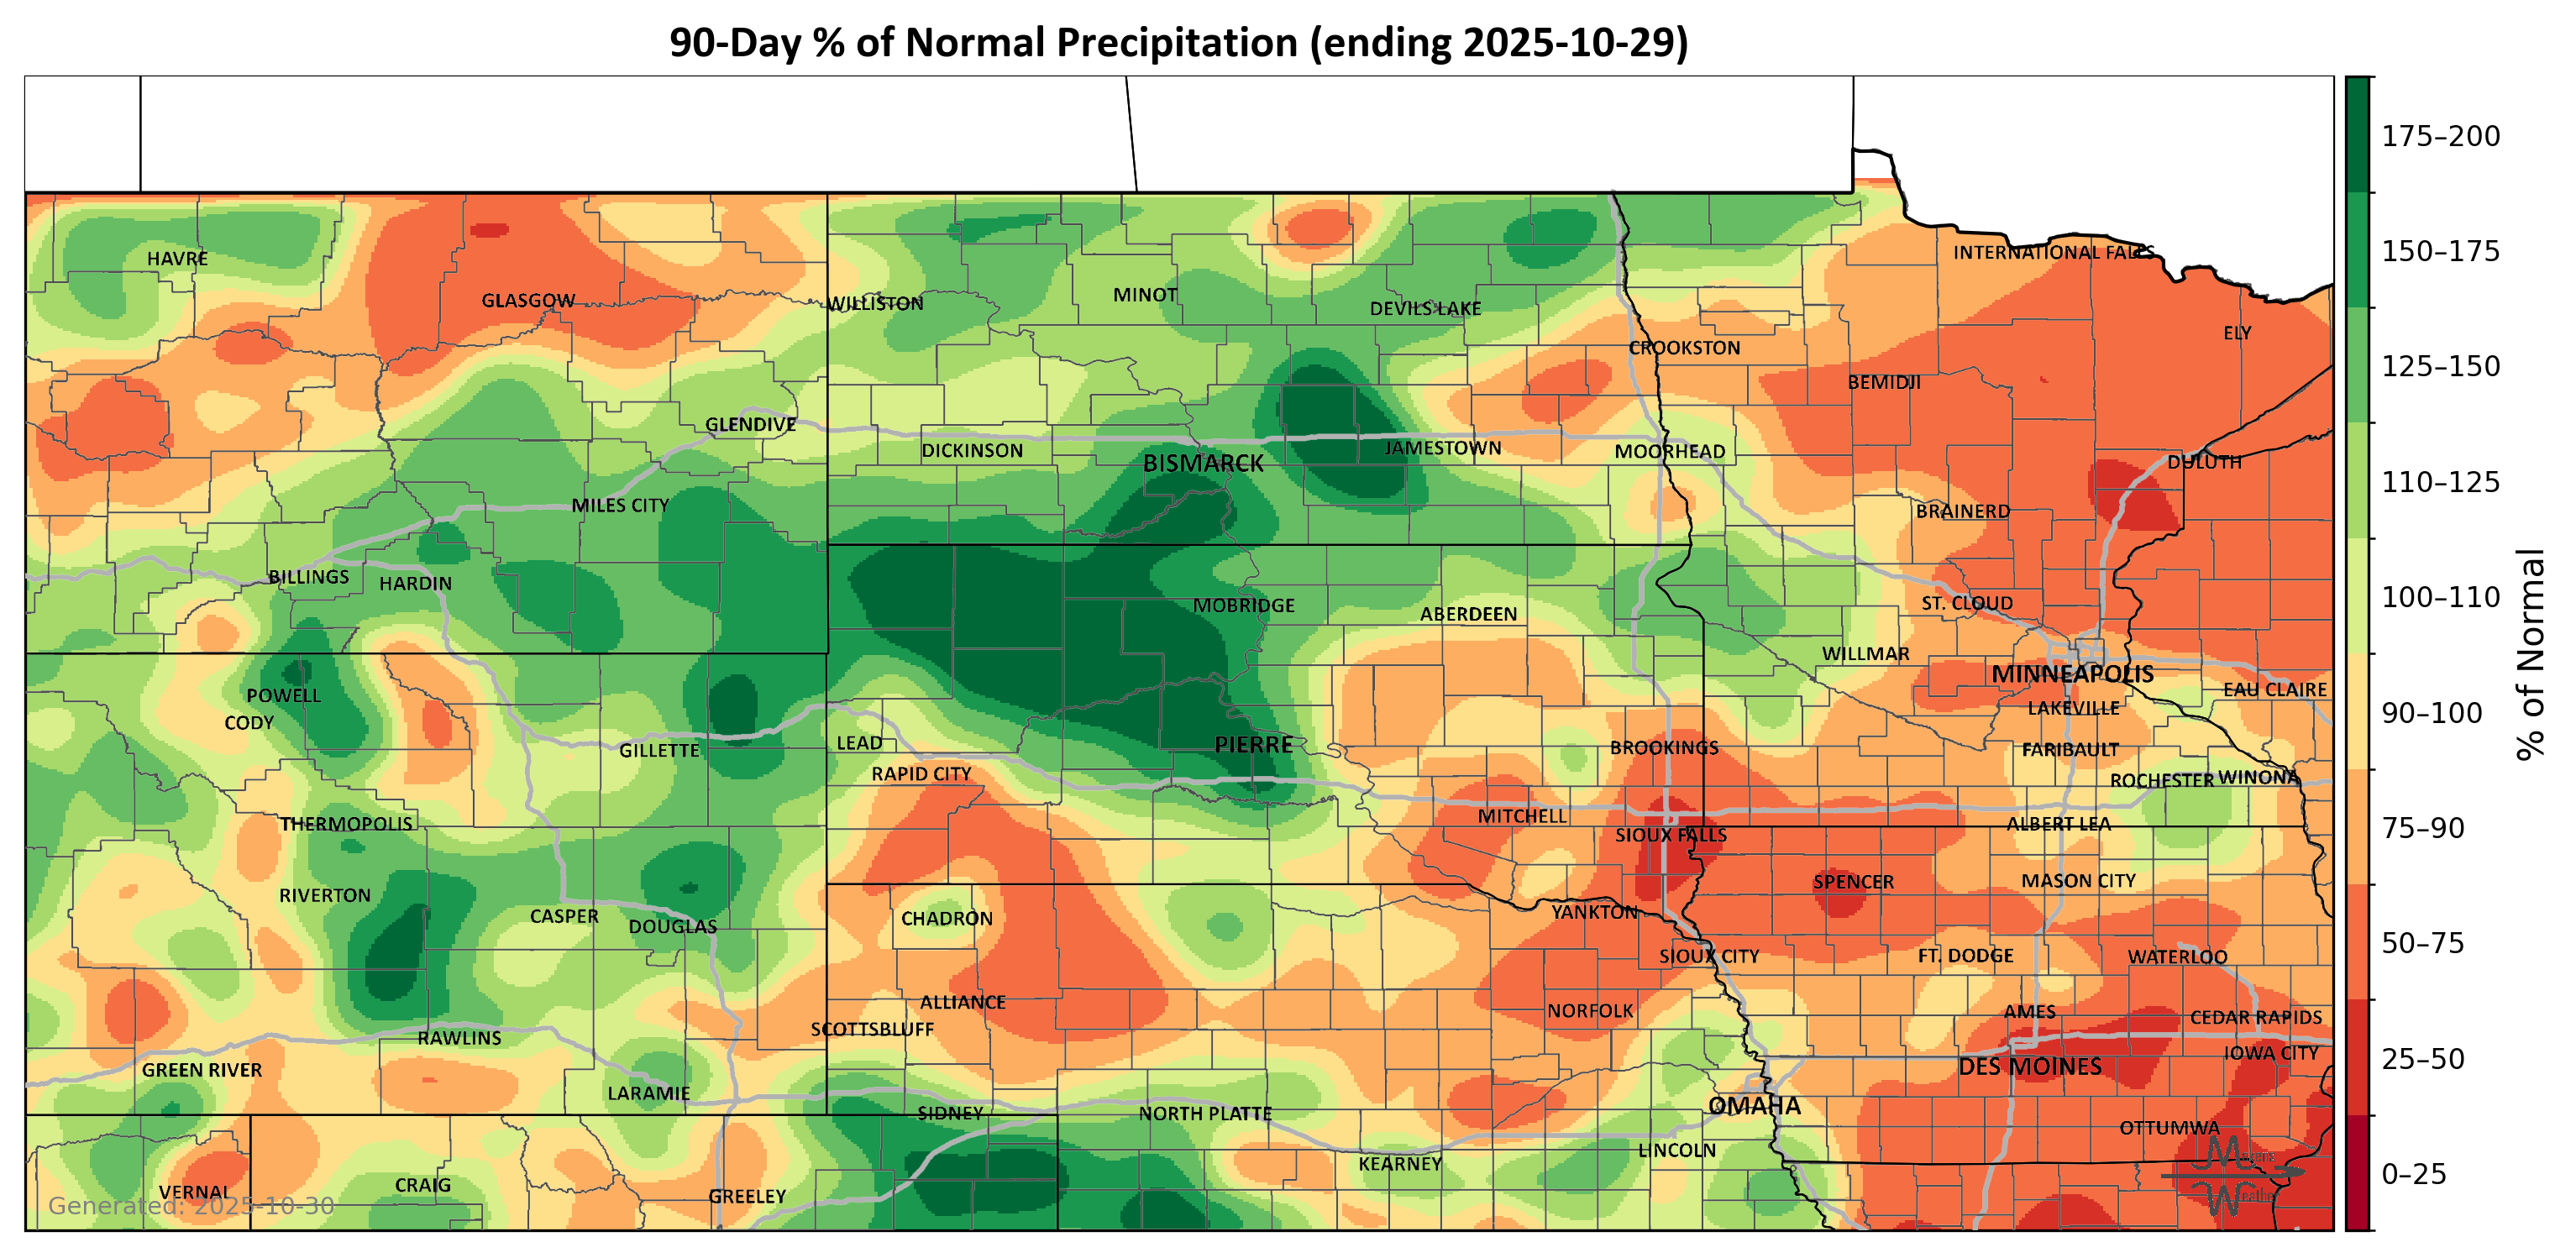 90-Day % of Normal Precipitation (ending 2025-10-29)
175–200
INTERNATIONAL FALLS
150–175
HAVRE
GLASGOW
WILLISTON
MINOT
DEVILS LAKE
ELY
CROOKSTON
125–150
BEMIDJI
GLENDIVE
DICKINSON
BISMARCK
JAMESTOWN
MOORHEAD
DULUTH
110–125
MILES CITY
BRAINERD
BILLINGS
HARDIN
MOBRIDGE
ABERDEEN
ST. CLOUD
100–110
WILLMAR
MINNEAPOLIS
POWELL
EAU CLAIRE
CODY
LAKEVILLE
90–100
% of Normal
GILLETTE
LEAD
PIERRE
BROOKINGS
FARIBAULT
RAPID CITY
ROCHESTER
WINONA
THERMOPOLIS
MITCHELL
SIOUX FALLS
ALBERT LEA
75–90
RIVERTON
SPENCER
MASON CITY
CASPER
DOUGLAS
CHADRON
YANKTON
50–75
SIOUX CITY
FT. DODGE
WATERLOO
ALLIANCE
NORFOLK
AMES
CEDAR RAPIDS
SCOTTSBLUFF
RAWLINS
IOWA CITY
25–50
GREEN RIVER
DES MOINES
LARAMIE
SIDNEY
NORTH PLATTE
OMAHA
OTTUMWA
LINCOLN
KEARNEY
0–25
VERNAL
CRAIG
GREELEY
Generated: 2025-10-30